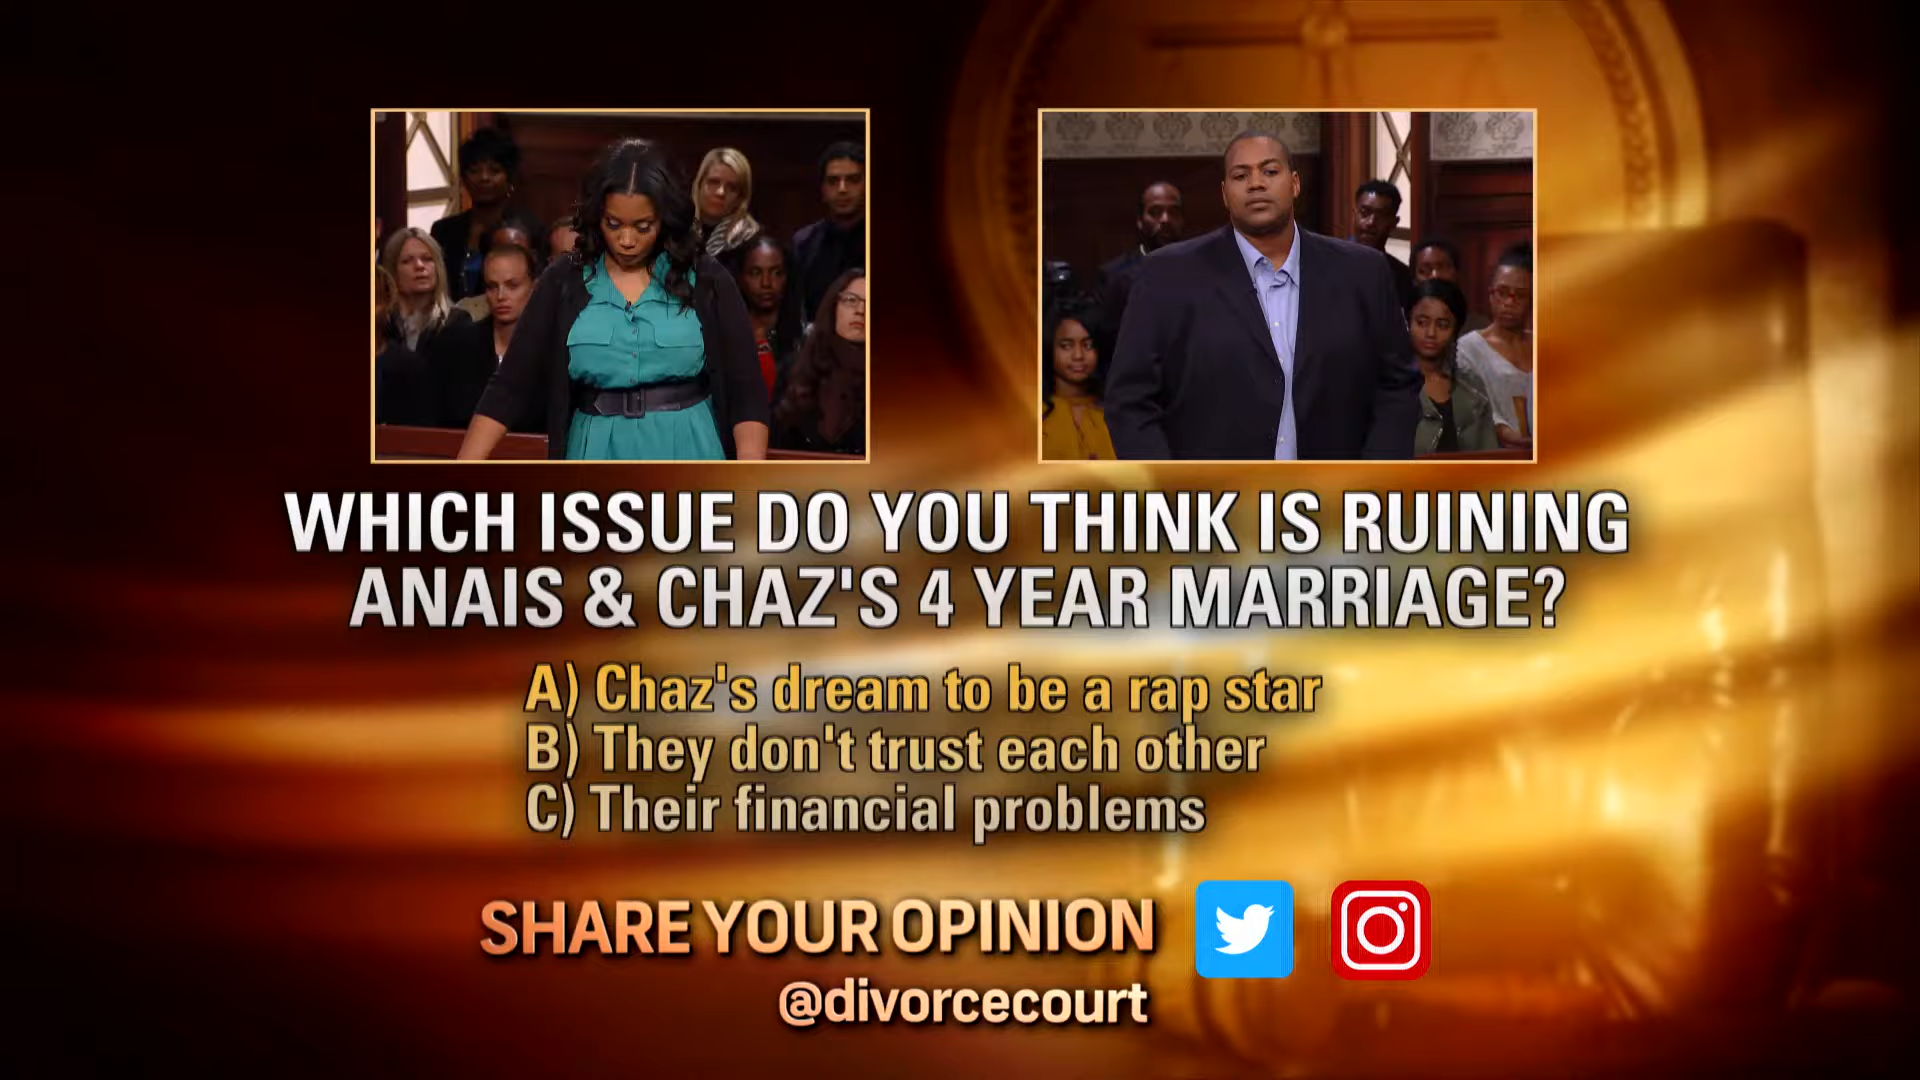 WHICH ISSUE DO YOU THINK IS RUINING
ANAIS & CHAZ'S 4 YEAR MARRIAGE?
A) Chaz's dream to be a rap star
B) They don't trust each other
C) Their financial problems
SHARE YOUR OPINION
@divorcecourt